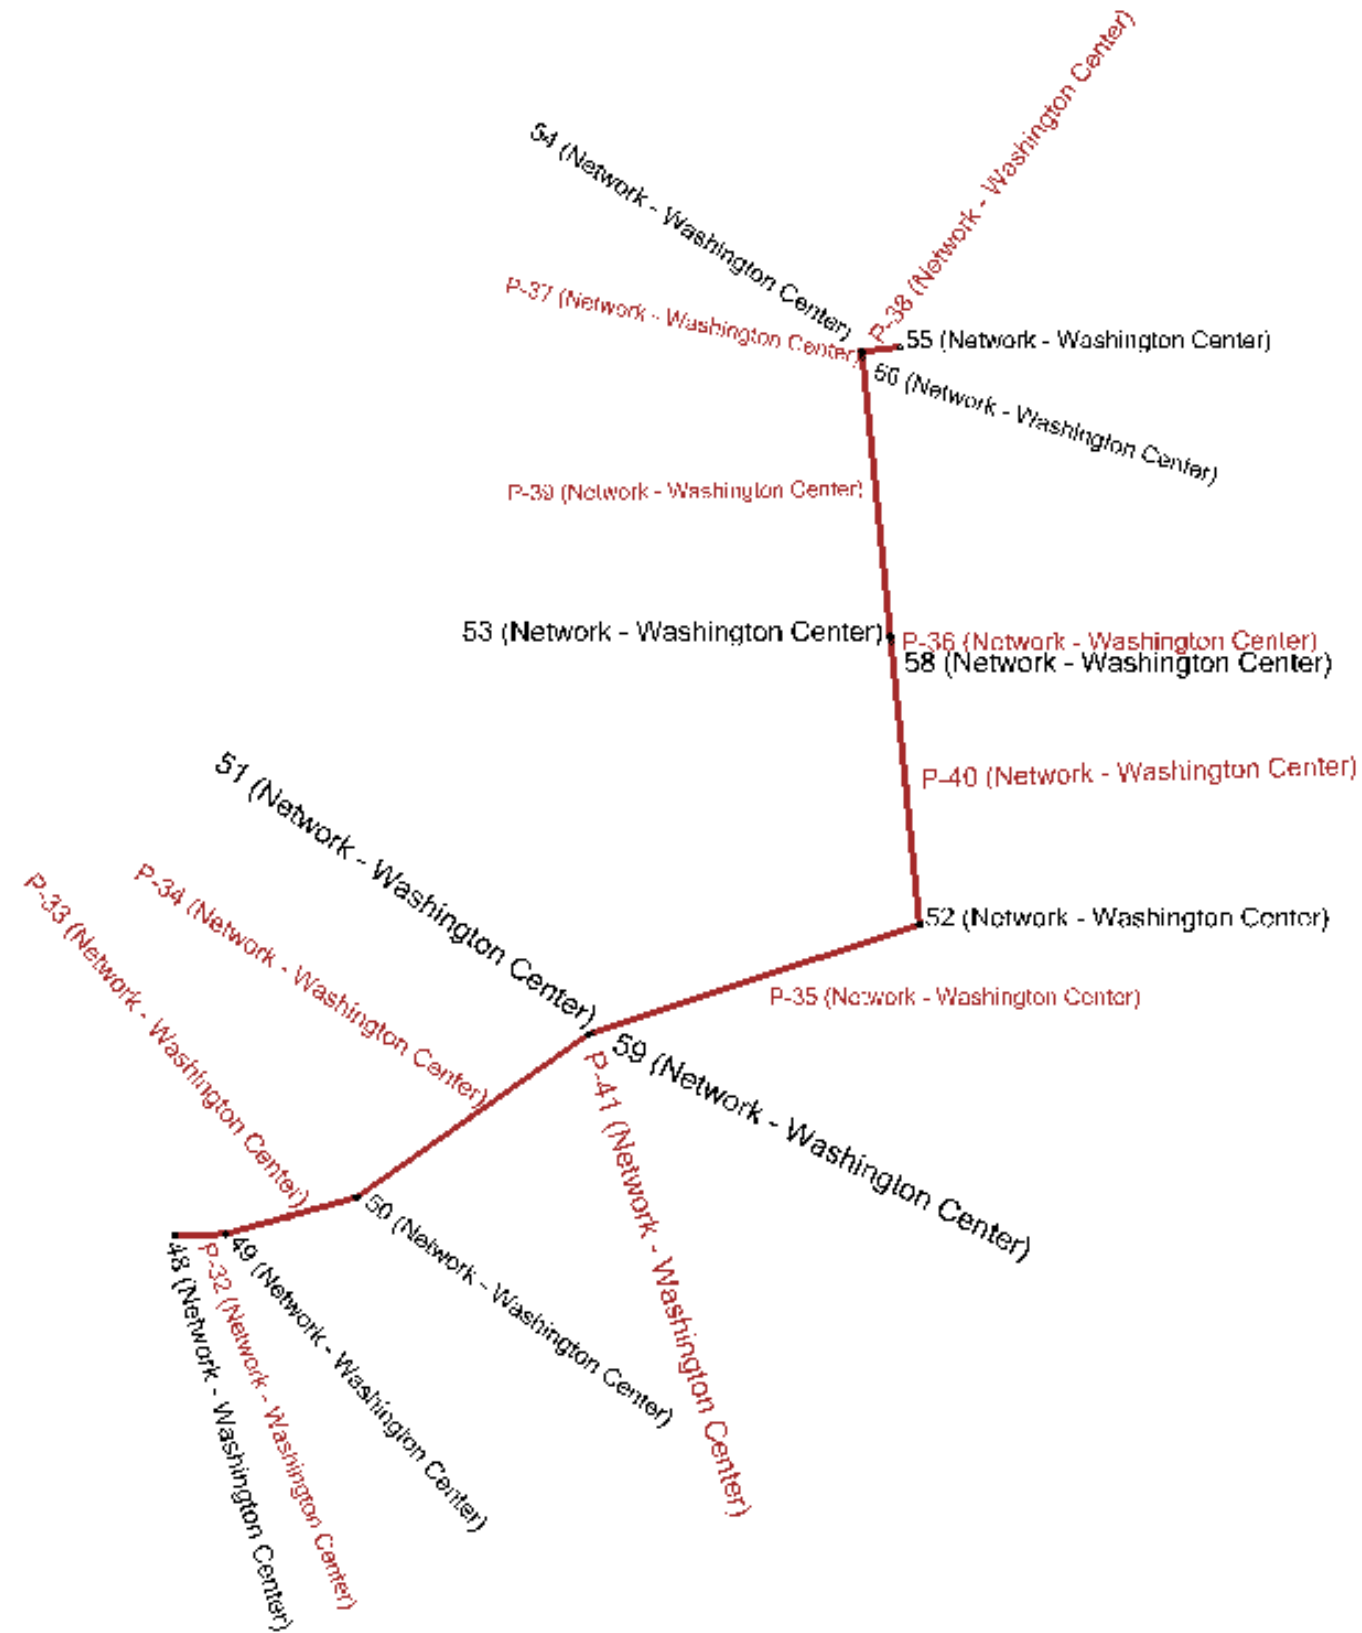 P-38 (Network - Washington Center)
54 (Network - Washington Center)
P-37 (Network - Washington Center)
55 (Network - Washington Center)
56 (Network - Washington Center)
P-39 (Network - Washington Center)
53 (Network - Washington Center)
P-36 (Network - Washington Center)
58 (Network - Washington Center)
51 (Network - Washington Center)
P-40 (Network - Washington Center)
P-34 (Network - Washington Center)
P-33 (Network - Washington Center)
52 (Network - Washington Center)
P-35 (Network - Washington Center)
59 (Network - Washington Center)
P-41 (Network - Washington Center)
50 (Network - Washington Center)
49 (Network - Washington Center)
P-32 (Network - Washington Center)
48 (Network - Washington Center)